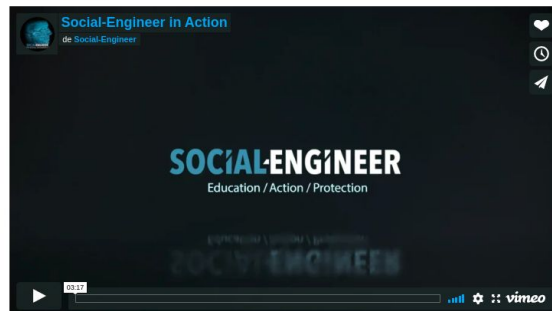 Social-Engineer in Action
de Social-Engineer
SOCIAL-ENGINEER
Education / Action / Protection
03:17
vimeo